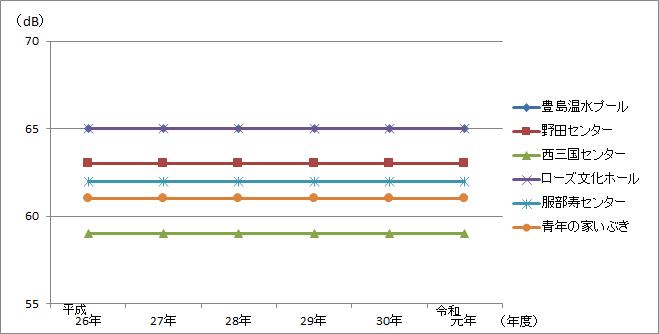 (dB)
70
65
60
55
平成
26年 27年 28年 29年 30年
令和
元年
(年度)
豊島温水プール
野田センター
西三国センター
ローズ文化ホール
服部寿センター
青年の家いぶき